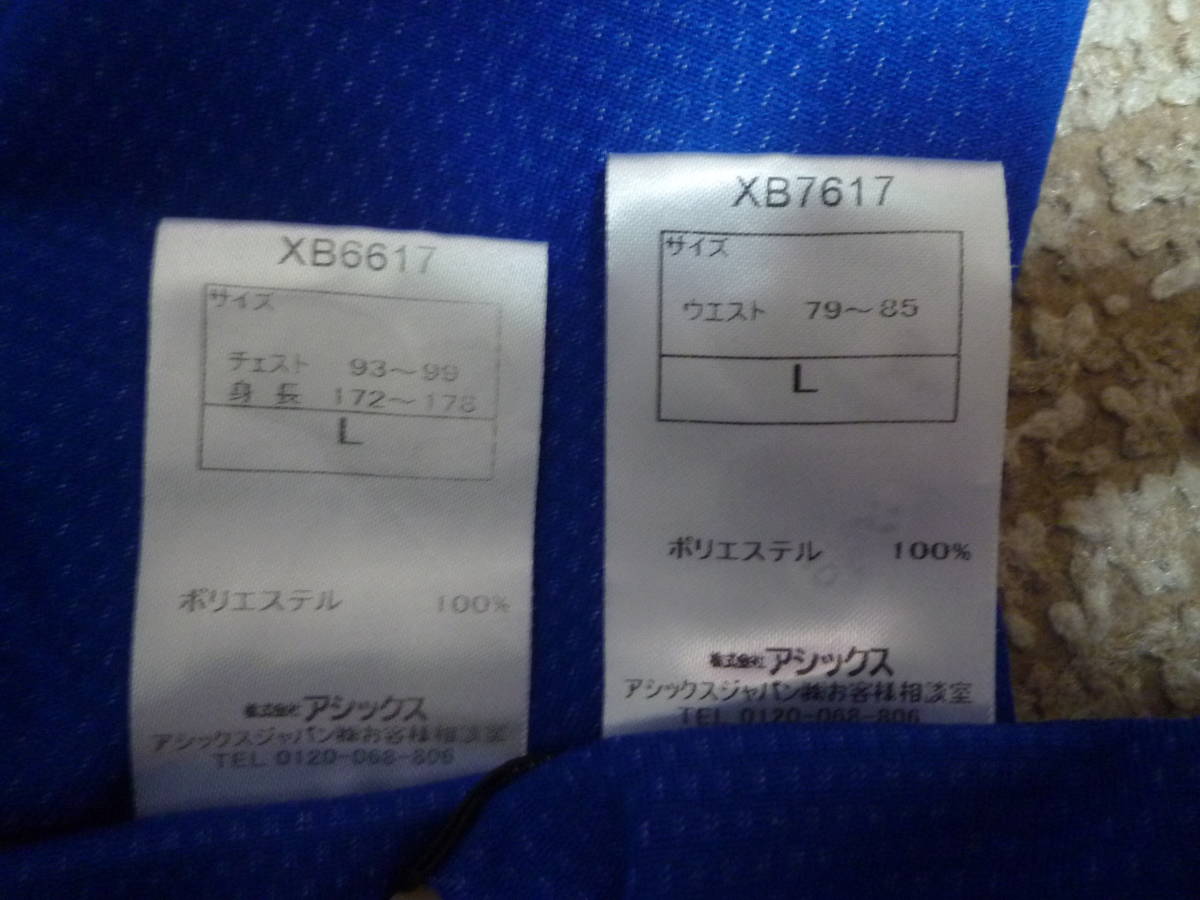 XB6617
サイズ
チェスト 93～99
身長 172～178
L
ポリエステル 100%
株式会社アシックス
アシックスジャパン㈱お客様相談室
TEL 0120-068-806
XB7617
サイズ
ウエスト 79～85
L
ポリエステル 100%
株式会社アシックス
アシックスジャパン㈱お客様相談室
TEL 0120-068-806